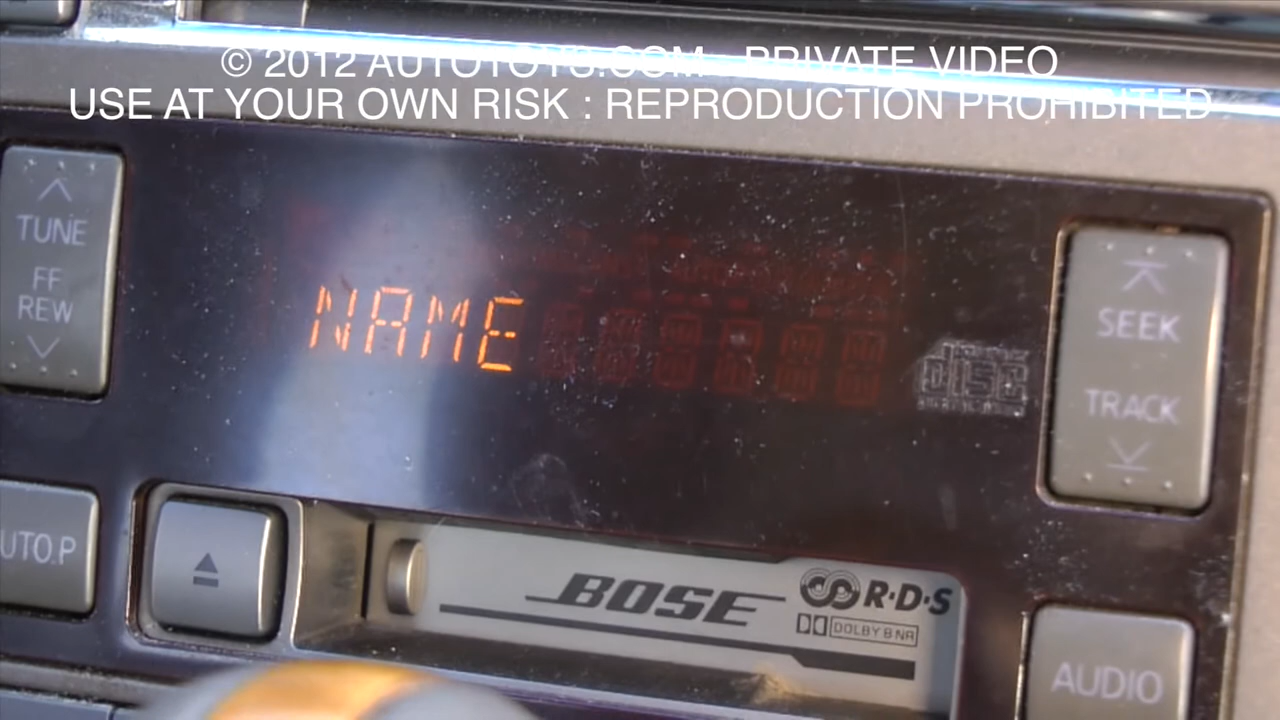 © 2012 AUTOTOYS.COM - PRIVATE VIDEO
USE AT YOUR OWN RISK : REPRODUCTION PROHIBITED
TUNE
FF
REW
NAME
DISC
SEEK
TRACK
UTO.P
BOSE
R·D·S
DOLBY B NR
AUDIO